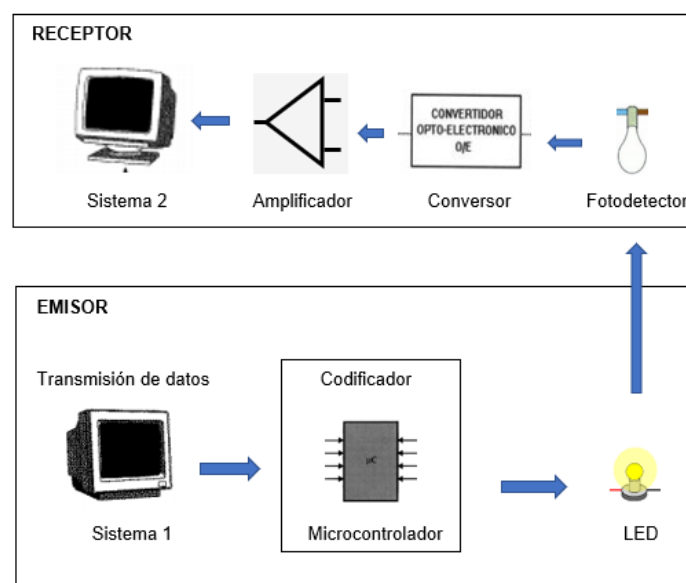 RECEPTOR
CONVERTIDOR
OPTO-ELECTRONICO
O/E
Sistema 2
Amplificador
Conversor
Fotodetector
EMISOR
Transmisión de datos
Codificador
µC
Sistema 1
Microcontrolador
LED